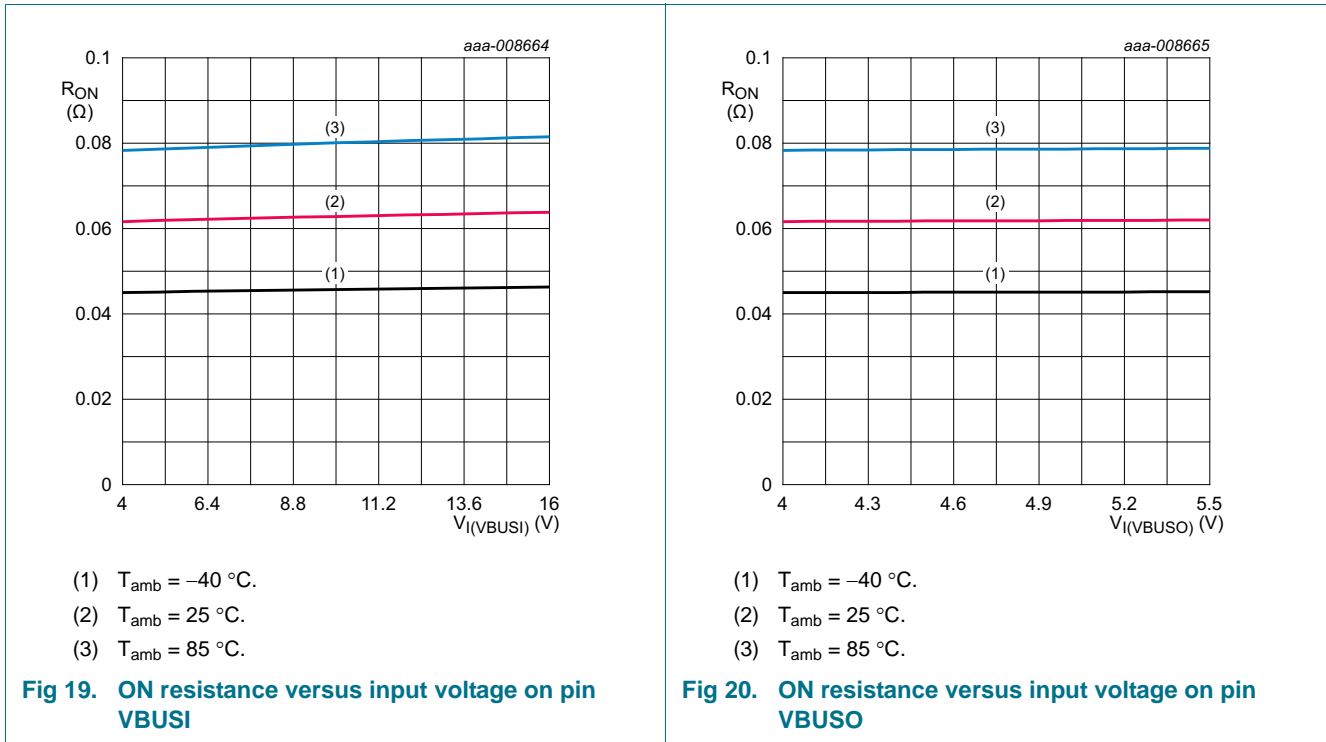 aaa-008664
0.1
RON
(Ω)
0.08
0.06
0.04
0.02
0
(3)
(2)
(1)
4 6.4 8.8 11.2 13.6 16
VI(VBUSI) (V)
(1) Tamb = −40 °C.
(2) Tamb = 25 °C.
(3) Tamb = 85 °C.
Fig 19. ON resistance versus input voltage on pin
VBUSI
aaa-008665
0.1
RON
(Ω)
0.08
0.06
0.04
0.02
0
(3)
(2)
(1)
4 4.3 4.6 4.9 5.2 5.5
VI(VBUSO) (V)
(1) Tamb = −40 °C.
(2) Tamb = 25 °C.
(3) Tamb = 85 °C.
Fig 20. ON resistance versus input voltage on pin
VBUSO